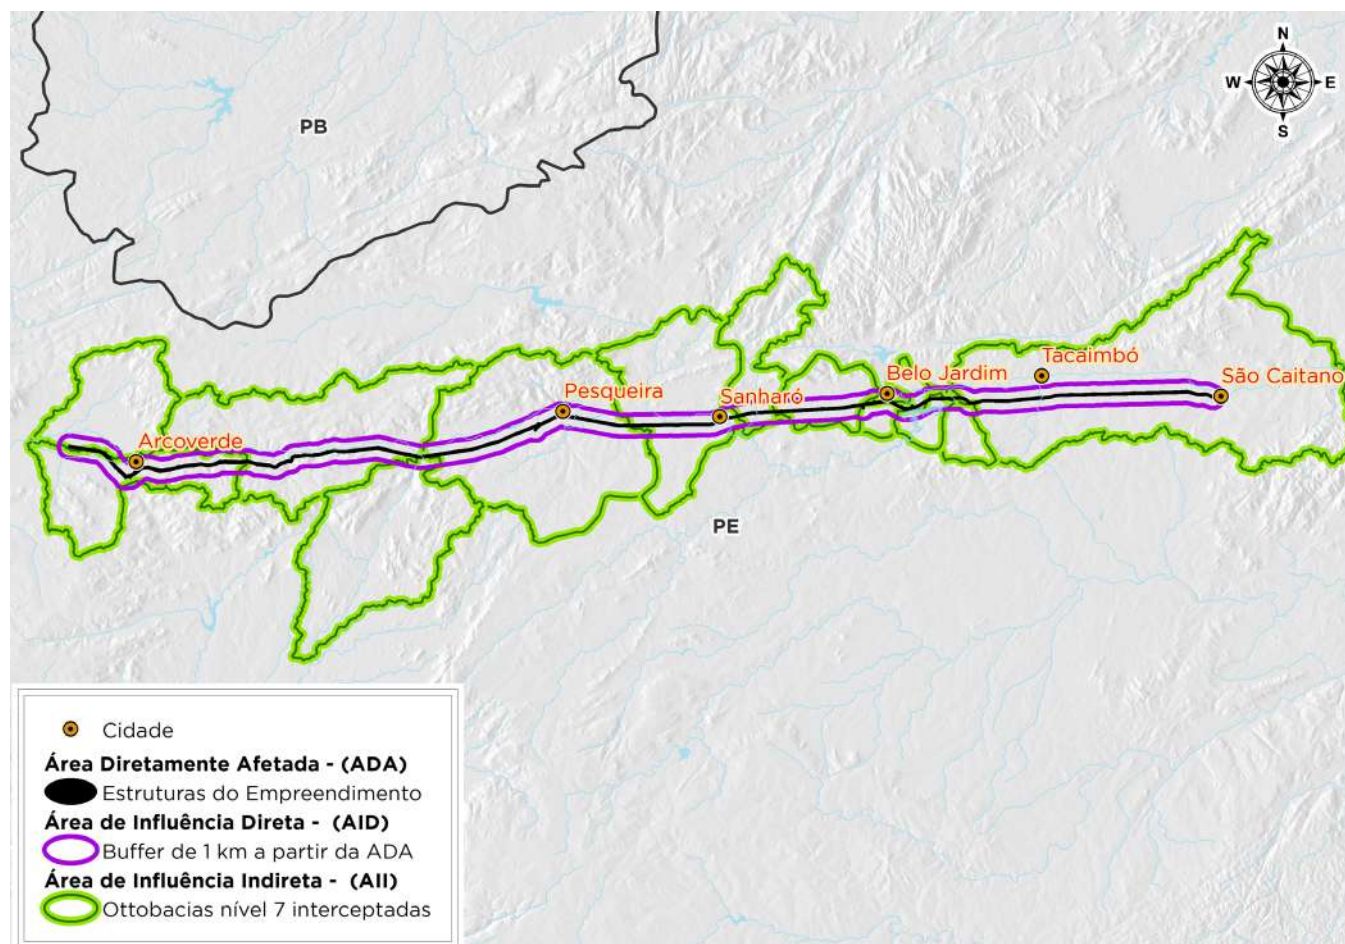 N
W
E
S
PB
Tacaimbó
Belo Jardim
São Caitano
Pesqueira
Sanharó
Arcoverde
PE
Cidade
Área Diretamente Afetada - (ADA)
Estruturas do Empreendimento
Área de Influência Direta - (AID)
Buffer de 1 km a partir da ADA
Área de Influência Indireta - (AII)
Ottobacias nível 7 interceptadas